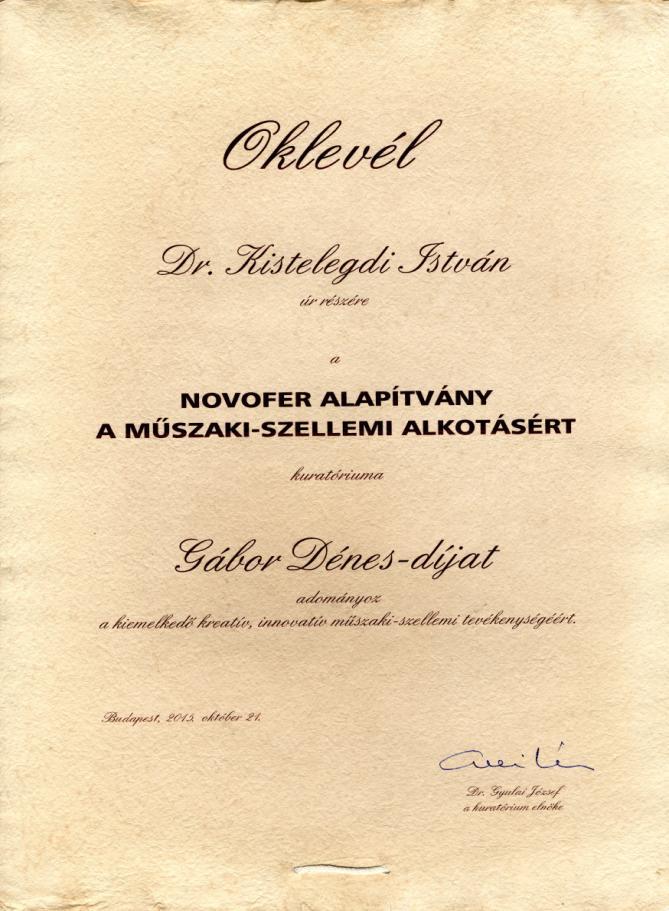 Oklevél
Dr. Kistelegdi István
úr részére
a
NOVOFER ALAPÍTVÁNY
A MŰSZAKI-SZELLEMI ALKOTÁSÉRT
kuratóriuma
Gábor Dénes-díjat
adományoz
a kiemelkedő kreatív, innovatív műszaki-szellemi tevékenységéért.
Budapest, 2015. október 21.
Dr. Gyulai József
a kuratórium elnöke